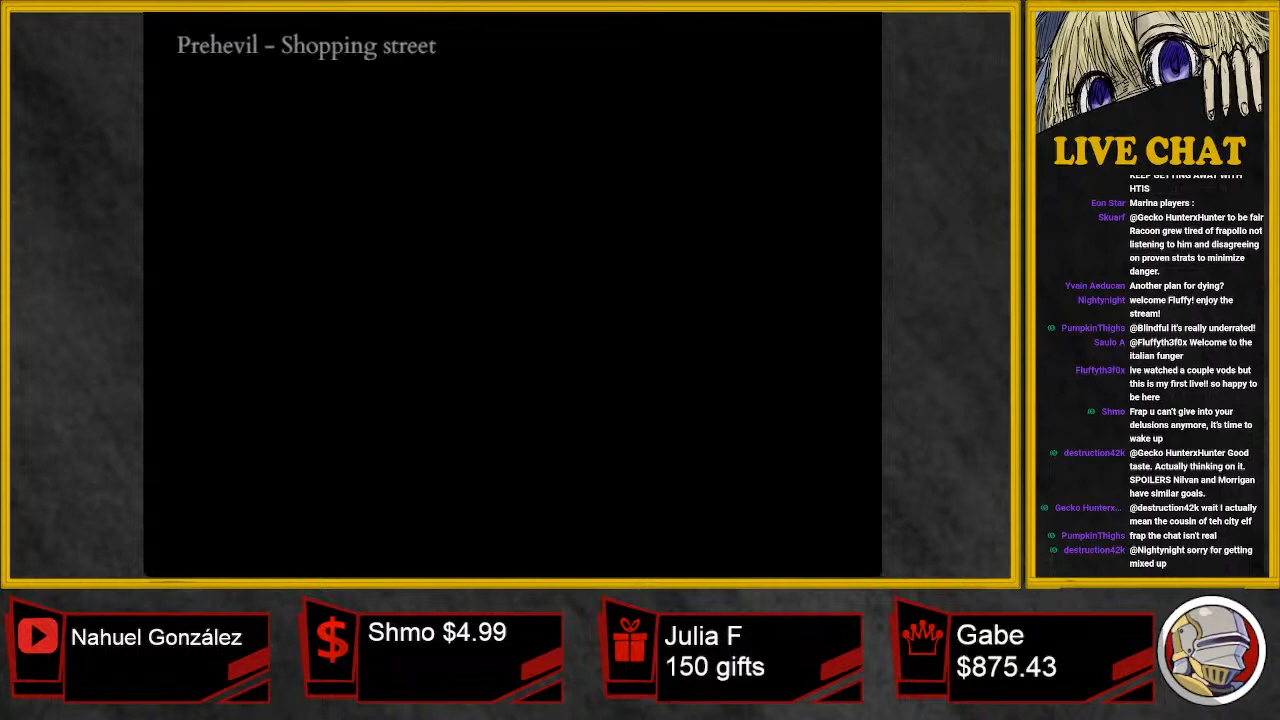 Prehevil - Shopping street
LIVE CHAT
KEEP GETTING AWAY WITH
HTIS
Eon Star Marina players :
Skuarf @Gecko HunterxHunter to be fair
Racoon grew tired of frapollo not
listening to him and disagreeing
on proven strats to minimize
danger.
Yvain Aeducan Another plan for dying?
Nightynight welcome Fluffy! enjoy the
stream!
PumpkinThighs @Blindful it's really underrated!
Saulo A @Fluffyth3f0x Welcome to the
italian funger
Fluffyth3f0x Ive watched a couple vods but
this is my first live!! so happy to
be here
Shmo Frap u can't give into your
delusions anymore, it's time to
wake up
destruction42k @Gecko HunterxHunter Good
taste. Actually thinking on it.
SPOILERS Nilvan and Morrigan
have similar goals.
Gecko Hunterx... @destruction42k wait I actually
mean the cousin of teh city elf
PumpkinThighs frap the chat isn't real
destruction42k @Nightynight sorry for getting
mixed up
Nahuel González
Shmo $4.99
Julia F
150 gifts
Gabe
$875.43